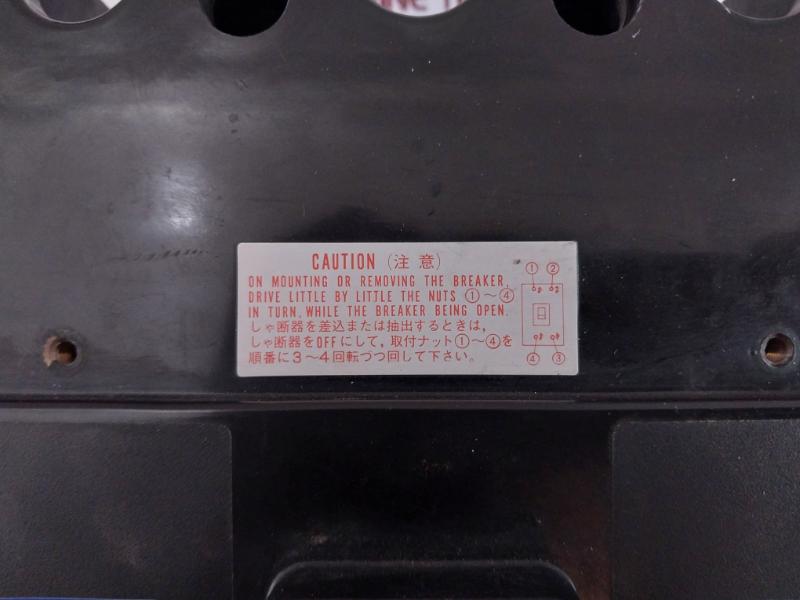 CAUTION (注意)
ON MOUNTING OR REMOVING THE BREAKER,
DRIVE LITTLE BY LITTLE THE NUTS ①～④
IN TURN, WHILE THE BREAKER BEING OPEN.
しゃ断器を差込または抽出するときは,
しゃ断器をOFFにして, 取付ナット①～④を
順番に3～4回転づつ回して下さい。
① ②
④ ③